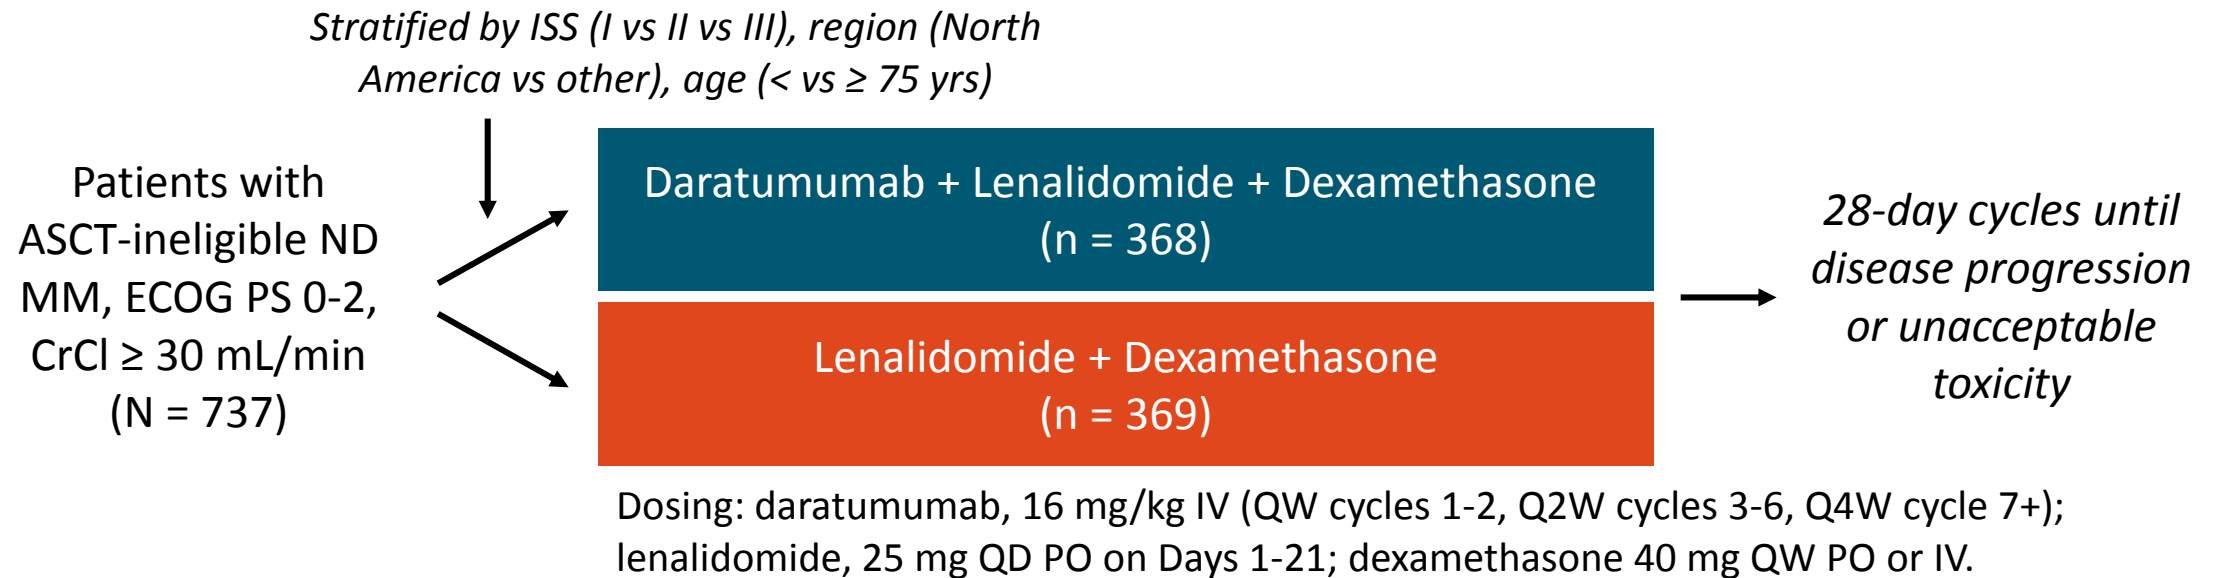 Stratified by ISS (I vs II vs III), region (North
America vs other), age (< vs ≥ 75 yrs)
Patients with
ASCT-ineligible ND
MM, ECOG PS 0-2,
CrCl ≥ 30 mL/min
(N = 737)
Daratumumab + Lenalidomide + Dexamethasone
(n = 368)
Lenalidomide + Dexamethasone
(n = 369)
28-day cycles until
disease progression
or unacceptable
toxicity
Dosing: daratumumab, 16 mg/kg IV (QW cycles 1-2, Q2W cycles 3-6, Q4W cycle 7+);
lenalidomide, 25 mg QD PO on Days 1-21; dexamethasone 40 mg QW PO or IV.